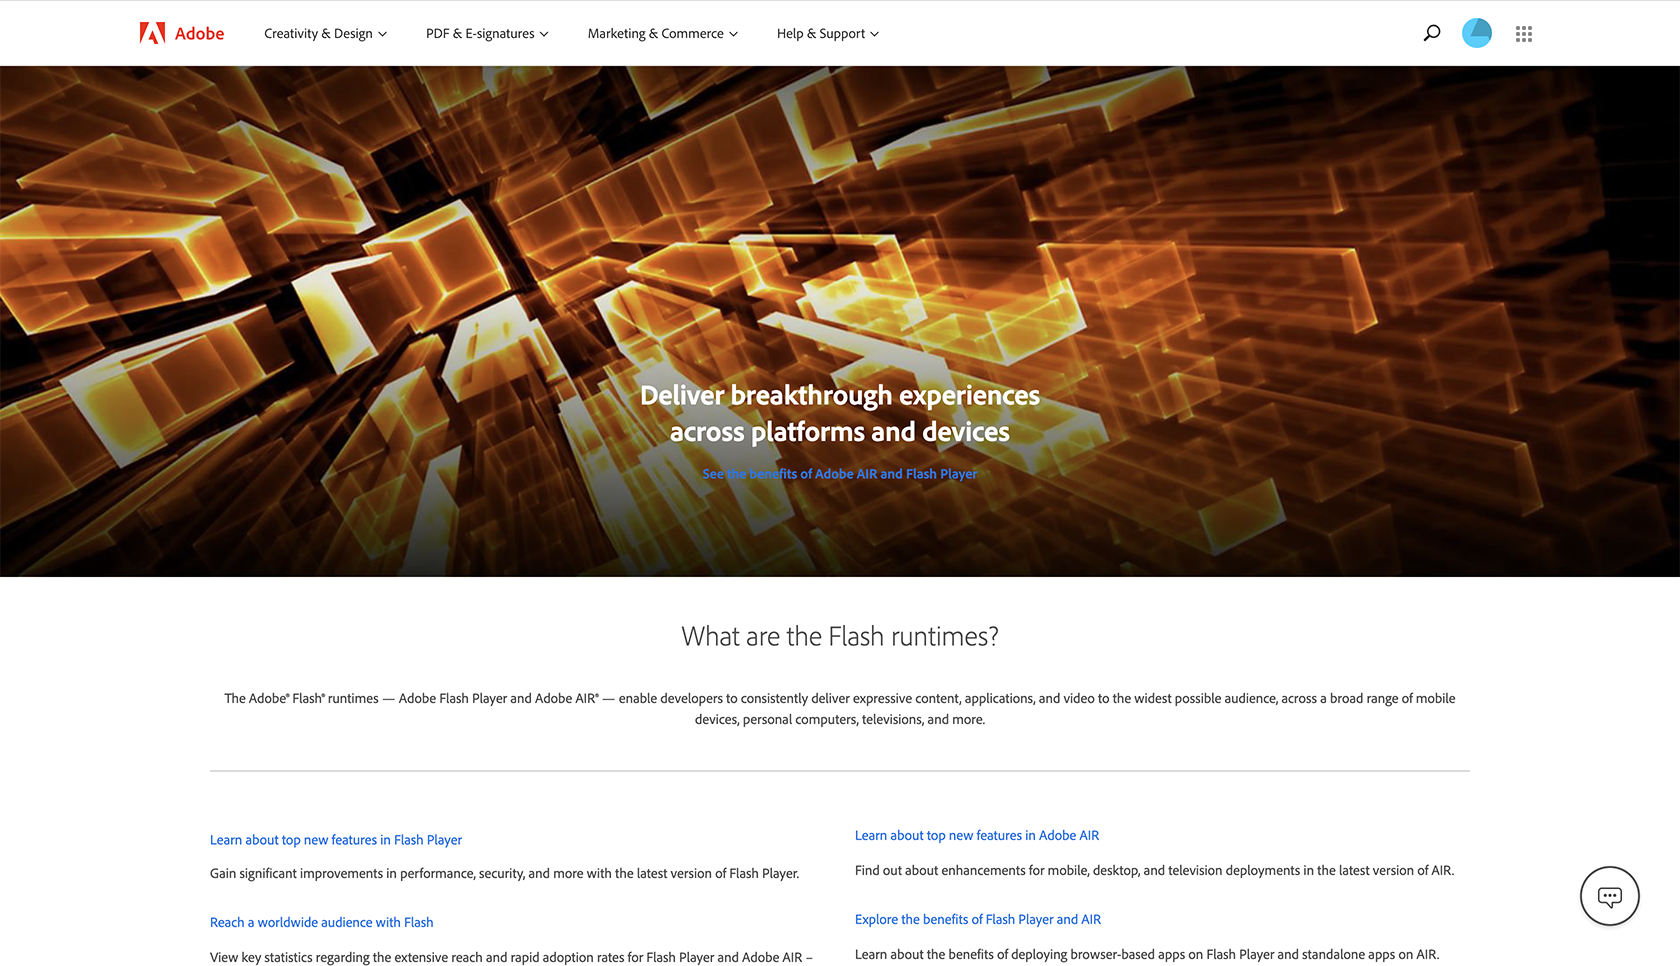 Adobe
Creativity & Design
PDF & E-signatures
Marketing & Commerce
Help & Support
Deliver breakthrough experiences
across platforms and devices
See the benefits of Adobe AIR and Flash Player
What are the Flash runtimes?
The Adobe® Flash® runtimes — Adobe Flash Player and Adobe AIR® — enable developers to consistently deliver expressive content, applications, and video to the widest possible audience, across a broad range of mobile
devices, personal computers, televisions, and more.
Learn about top new features in Flash Player
Gain significant improvements in performance, security, and more with the latest version of Flash Player.
Reach a worldwide audience with Flash
View key statistics regarding the extensive reach and rapid adoption rates for Flash Player and Adobe AIR –
Learn about top new features in Adobe AIR
Find out about enhancements for mobile, desktop, and television deployments in the latest version of AIR.
Explore the benefits of Flash Player and AIR
Learn about the benefits of deploying browser-based apps on Flash Player and standalone apps on AIR.